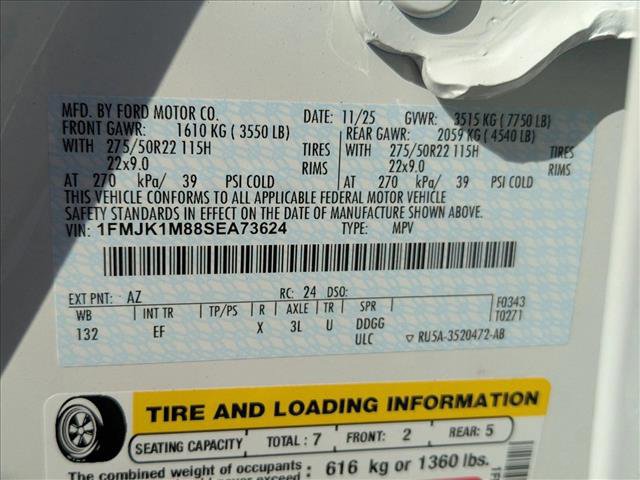 MFD. BY FORD MOTOR CO. DATE: 11/25 GVWR: 3515 KG ( 7750 LB)
FRONT GAWR: 1610 KG ( 3550 LB) REAR GAWR: 2059 KG ( 4540 LB)
WITH 275/50R22 115H TIRES WITH 275/50R22 115H TIRES
22x9.0 RIMS 22x9.0 RIMS
AT 270 kPa/ 39 PSI COLD AT 270 kPa/ 39 PSI COLD
THIS VEHICLE CONFORMS TO ALL APPLICABLE FEDERAL MOTOR VEHICLE
SAFETY STANDARDS IN EFFECT ON THE DATE OF MANUFACTURE SHOWN ABOVE.
VIN: 1FMJK1M88SEA73624 TYPE: MPV
EXT PNT: AZ RC: 24 DSO: F0343
WB INT TR TP/PS R AXLE TR SPR T0271
132 EF X 3L U DDGG
ULC ▽ RU5A-3520472-AB
TIRE AND LOADING INFORMATION
SEATING CAPACITY TOTAL : 7 FRONT: 2 REAR: 5
The combined weight of occupants : 616 kg or 1360 lbs.